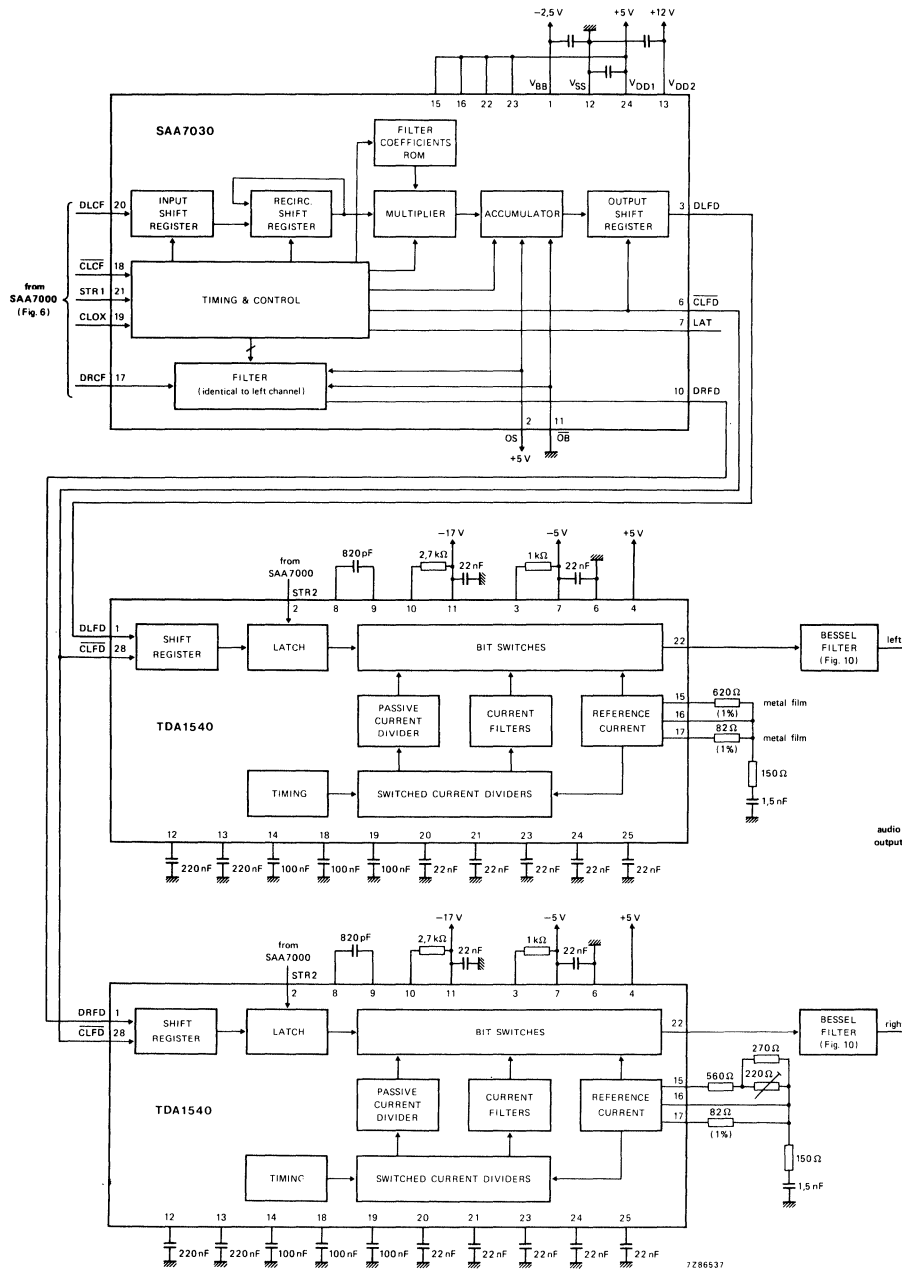 −2,5 V +5 V +12 V
V_BB V_SS V_DD1 V_DD2
15 16 22 23 1 12 24 13
SAA7030
FILTER
COEFFICIENTS
ROM
DLCF 20
INPUT
SHIFT
REGISTER
RECIRC.
SHIFT
REGISTER
MULTIPLIER
ACCUMULATOR
OUTPUT
SHIFT
REGISTER
3 DLFD
from
SAA7000
(Fig. 6)
C̅L̅C̅F̅ 18
STR1 21
CLOX 19
TIMING & CONTROL
6 C̅L̅F̅D̅
7 LAT
DRCF 17
FILTER
(identical to left channel)
10 DRFD
2 11
OS O̅B̅
+5 V
from
SAA7000
STR2
820 pF
2,7 kΩ
−17 V
22 nF
1 kΩ
−5 V
22 nF
+5 V
2 8 9 10 11 3 7 6 4
DLFD 1
C̅L̅F̅D̅ 28
SHIFT
REGISTER
LATCH
BIT SWITCHES
22
BESSEL
FILTER
(Fig. 10)
left
TDA1540
PASSIVE
CURRENT
DIVIDER
CURRENT
FILTERS
REFERENCE
CURRENT
15 620 Ω
(1%)
metal film
16
17 82 Ω
(1%)
metal film
150 Ω
1,5 nF
TIMING
SWITCHED CURRENT DIVIDERS
12 13 14 18 19 20 21 23 24 25
220 nF 220 nF 100 nF 100 nF 100 nF 22 nF 22 nF 22 nF 22 nF 22 nF
audio
output
from
SAA7000
STR2
820 pF
2,7 kΩ
−17 V
22 nF
1 kΩ
−5 V
22 nF
+5 V
2 8 9 10 11 3 7 6 4
DRFD 1
C̅L̅F̅D̅ 28
SHIFT
REGISTER
LATCH
BIT SWITCHES
22
BESSEL
FILTER
(Fig. 10)
right
TDA1540
PASSIVE
CURRENT
DIVIDER
CURRENT
FILTERS
REFERENCE
CURRENT
270 Ω
15 560 Ω 220 Ω
16
17 82 Ω
(1%)
150 Ω
1,5 nF
TIMING
SWITCHED CURRENT DIVIDERS
12 13 14 18 19 20 21 23 24 25
220 nF 220 nF 100 nF 100 nF 100 nF 22 nF 22 nF 22 nF 22 nF 22 nF
7Z86537